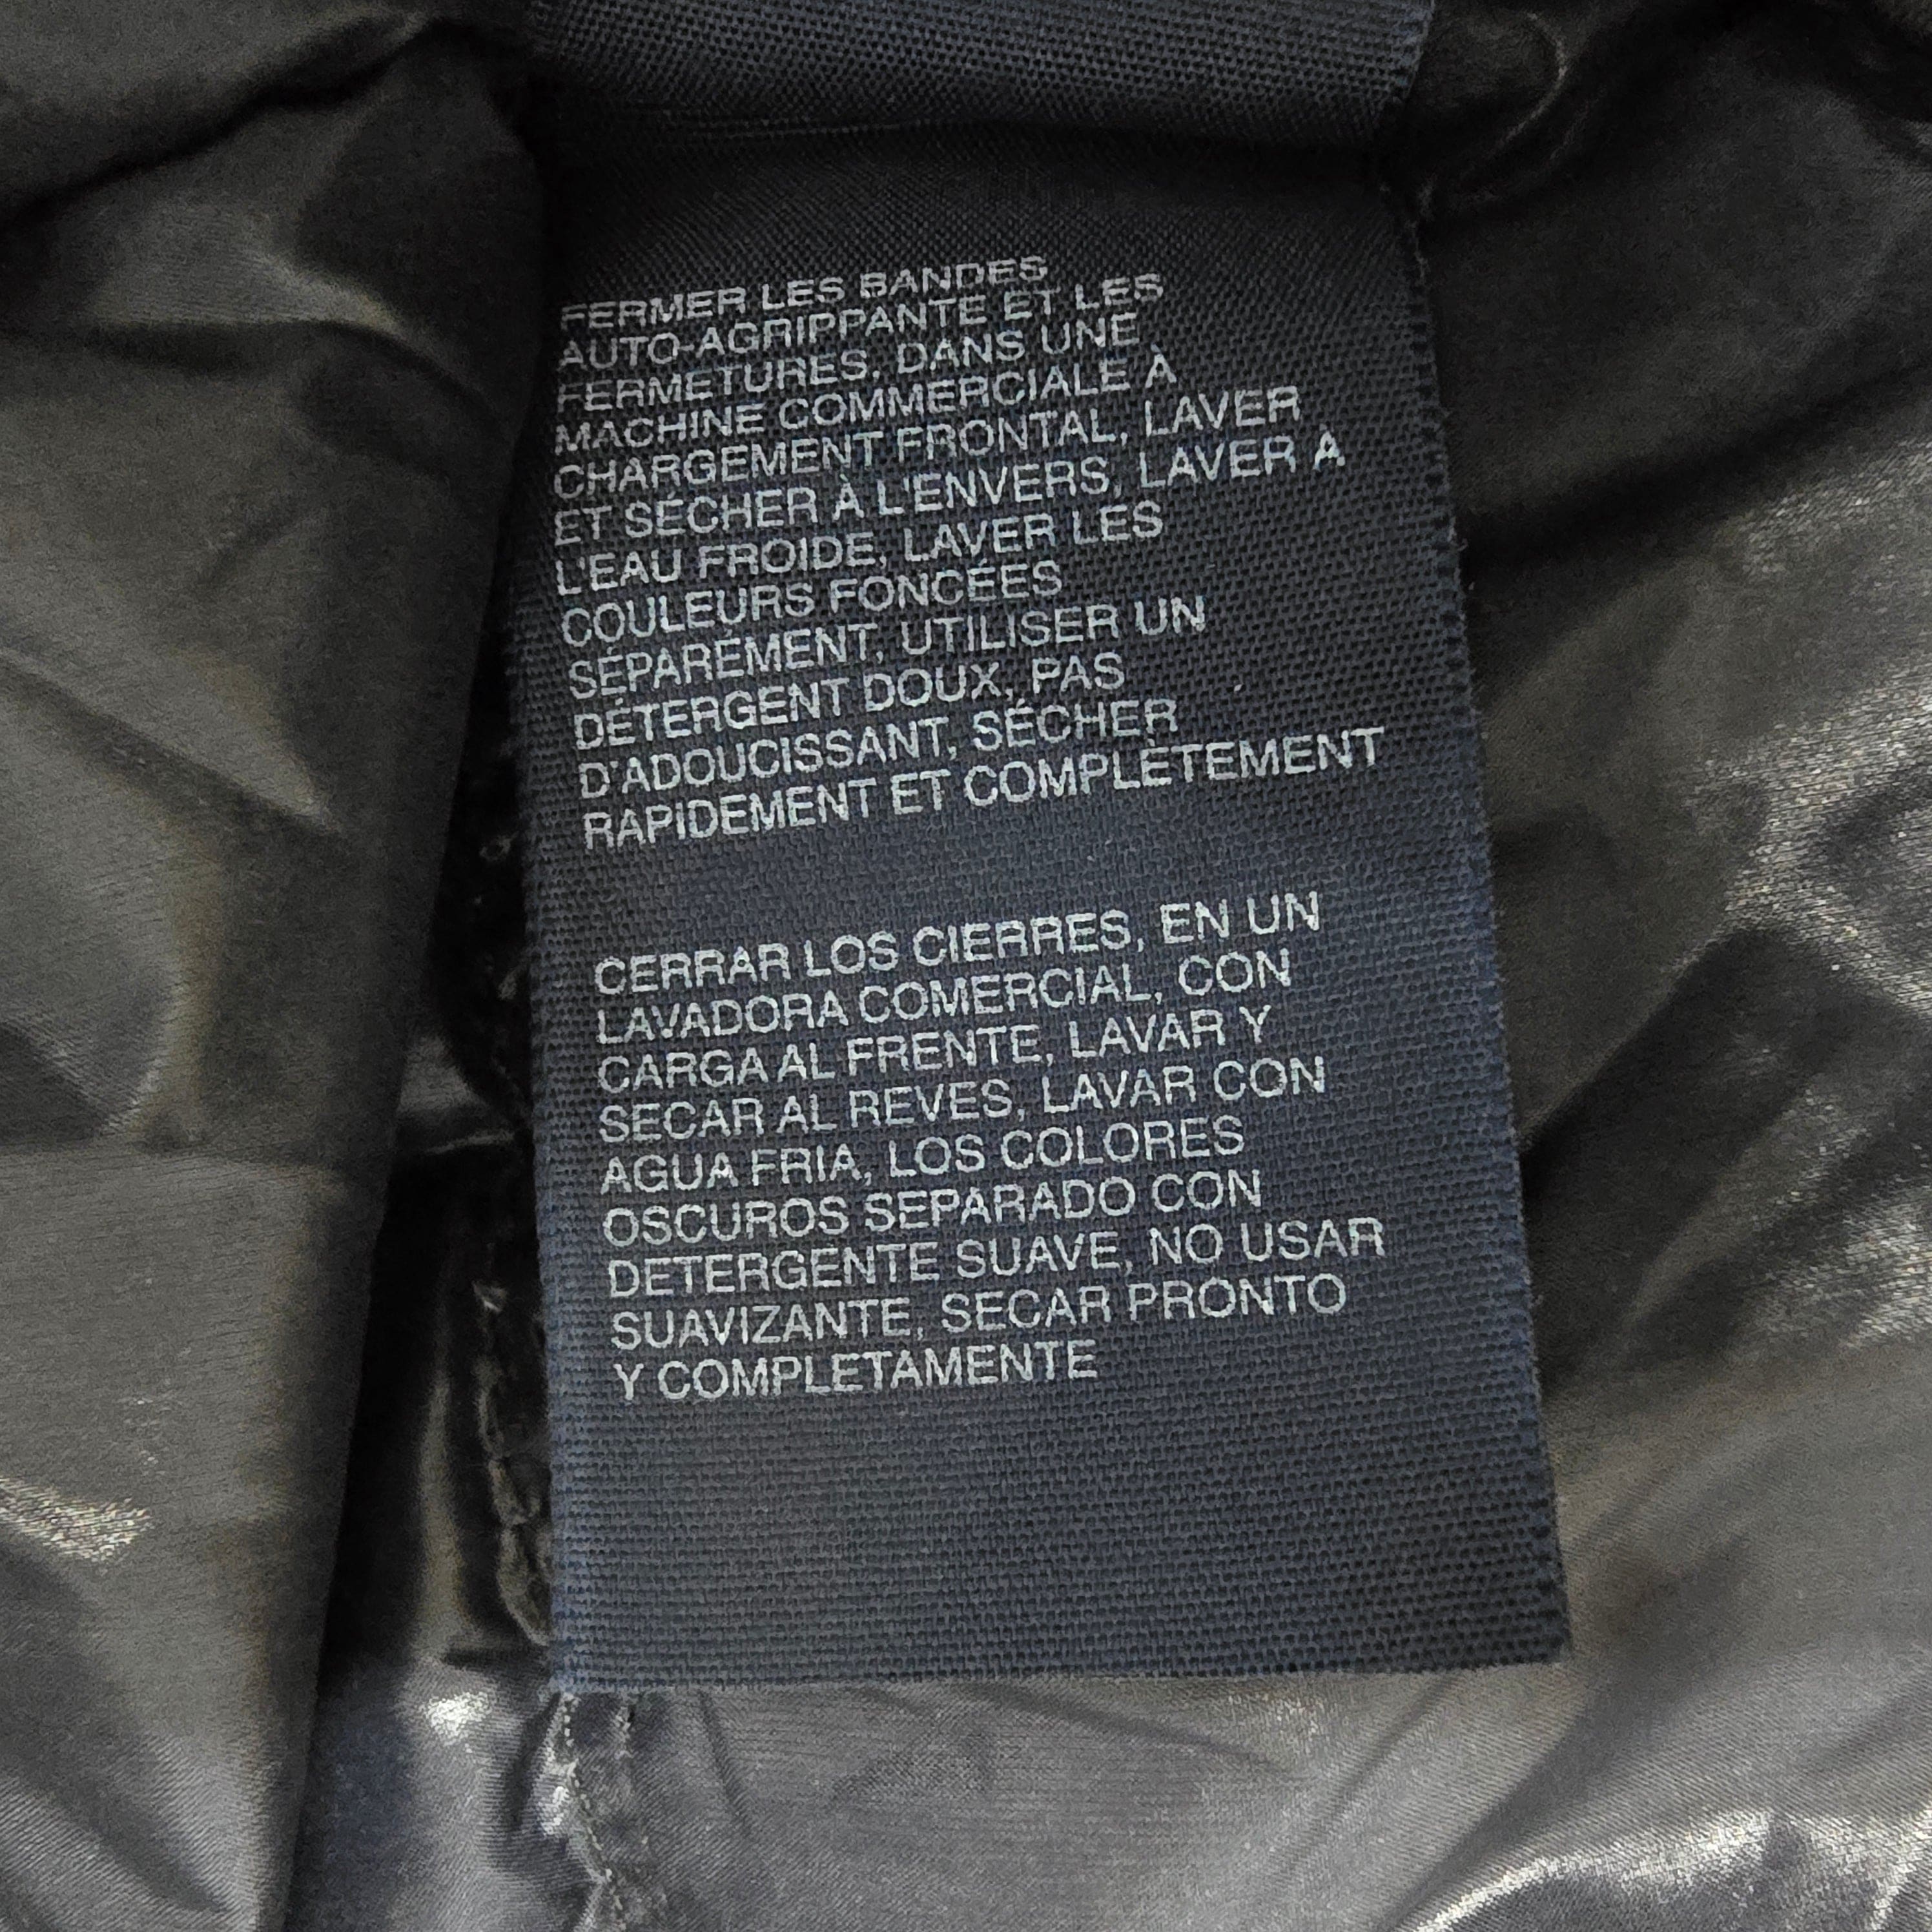 FERMER LES BANDES
AUTO-AGRIPPANTE ET LES
FERMETURES, DANS UNE
MACHINE COMMERCIALE À
CHARGEMENT FRONTAL, LAVER
ET SÉCHER À L'ENVERS, LAVER À
L'EAU FROIDE, LAVER LES
COULEURS FONCÉES
SÉPARÉMENT, UTILISER UN
DÉTERGENT DOUX, PAS
D'ADOUCISSANT, SÉCHER
RAPIDEMENT ET COMPLÈTEMENT
CERRAR LOS CIERRES, EN UN
LAVADORA COMERCIAL, CON
CARGA AL FRENTE, LAVAR Y
SECAR AL REVES, LAVAR CON
AGUA FRIA, LOS COLORES
OSCUROS SEPARADO CON
DETERGENTE SUAVE, NO USAR
SUAVIZANTE, SECAR PRONTO
Y COMPLETAMENTE